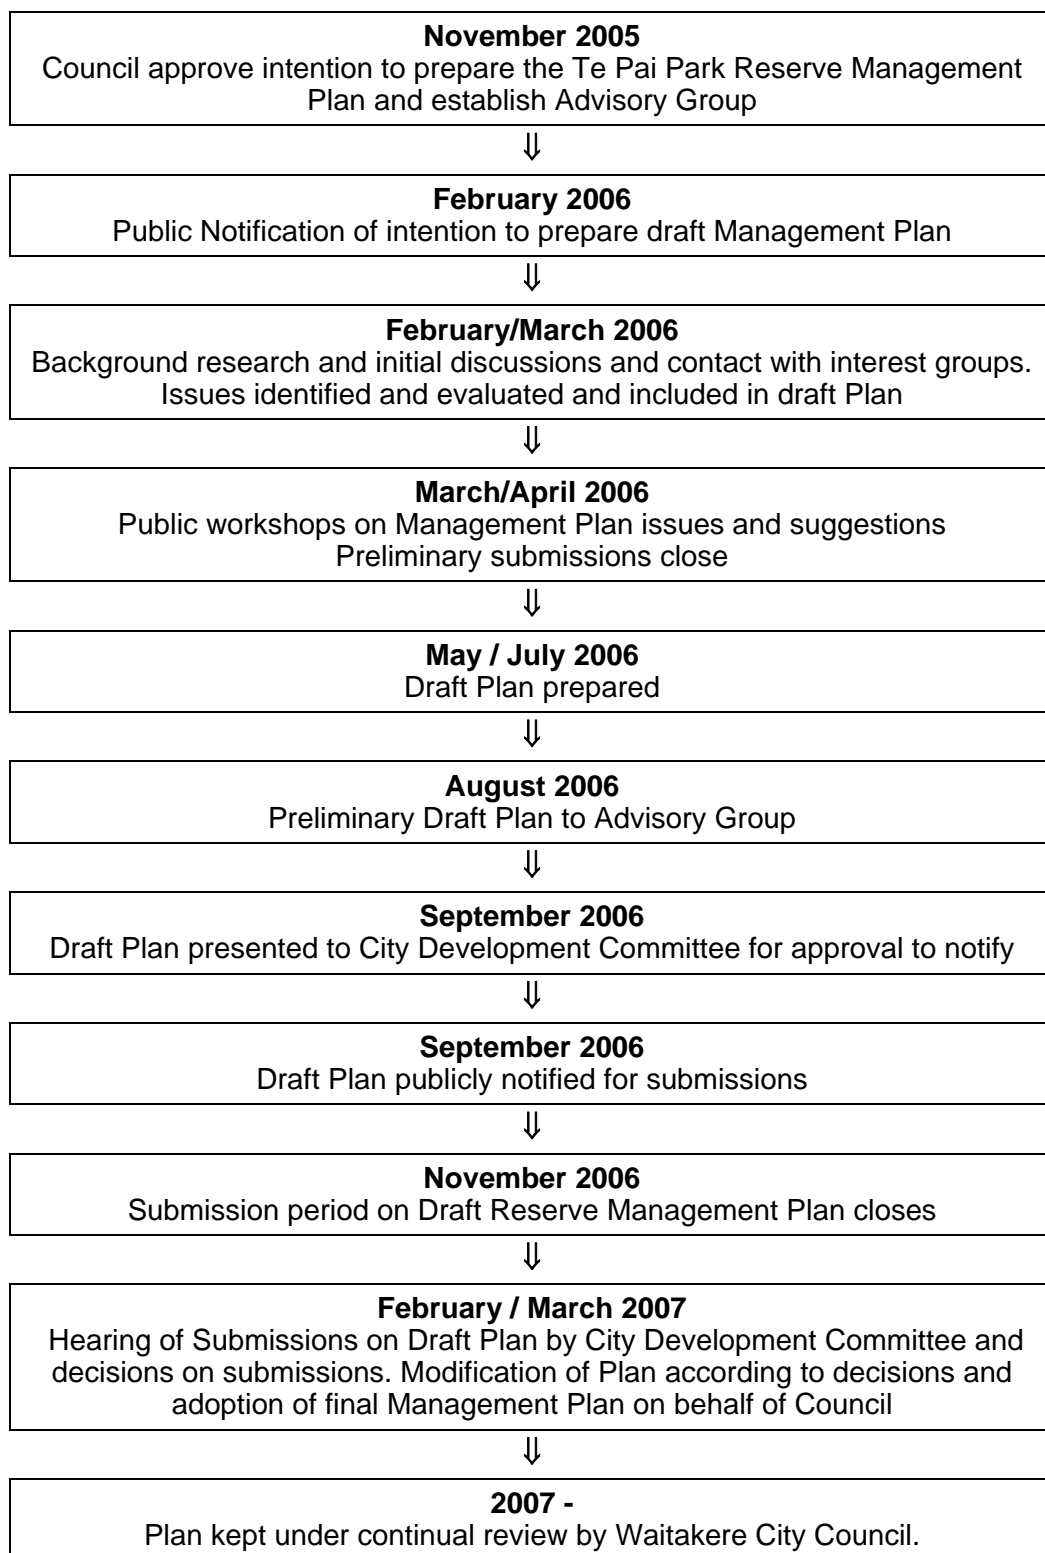 November 2005
Council approve intention to prepare the Te Pai Park Reserve Management
Plan and establish Advisory Group
⇓
February 2006
Public Notification of intention to prepare draft Management Plan
⇓
February/March 2006
Background research and initial discussions and contact with interest groups.
Issues identified and evaluated and included in draft Plan
⇓
March/April 2006
Public workshops on Management Plan issues and suggestions
Preliminary submissions close
⇓
May / July 2006
Draft Plan prepared
⇓
August 2006
Preliminary Draft Plan to Advisory Group
⇓
September 2006
Draft Plan presented to City Development Committee for approval to notify
⇓
September 2006
Draft Plan publicly notified for submissions
⇓
November 2006
Submission period on Draft Reserve Management Plan closes
⇓
February / March 2007
Hearing of Submissions on Draft Plan by City Development Committee and
decisions on submissions. Modification of Plan according to decisions and
adoption of final Management Plan on behalf of Council
⇓
2007 -
Plan kept under continual review by Waitakere City Council.